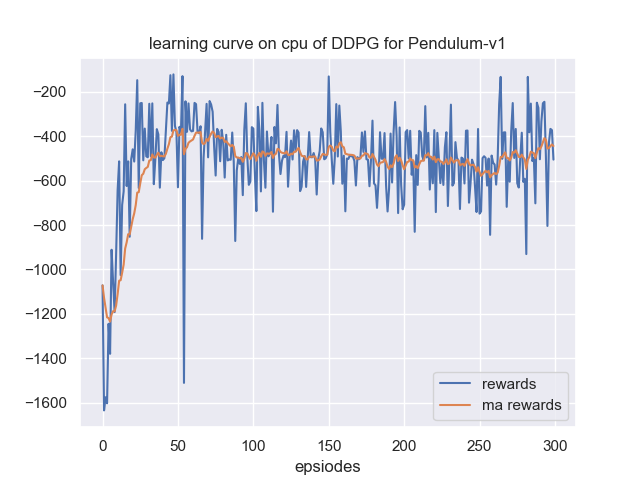 learning curve on cpu of DDPG for Pendulum-v1
−200
−400
−600
−800
−1000
−1200
−1400
−1600
rewards
ma rewards
0 50 100 150 200 250 300
epsiodes